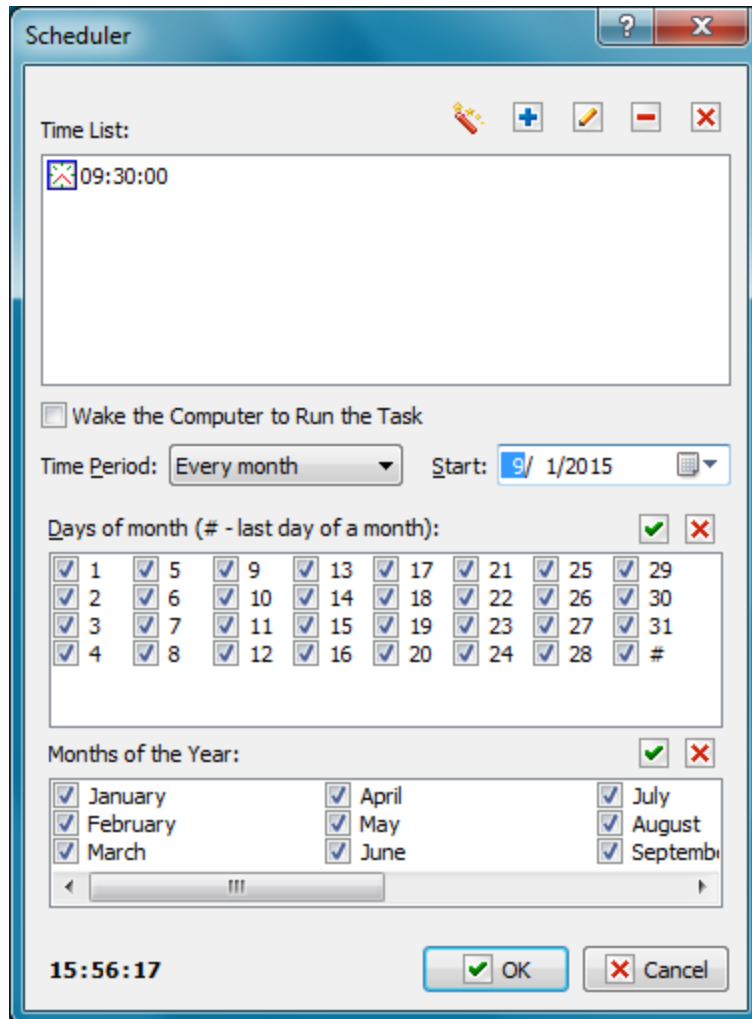 Scheduler
Time List:
09:30:00
Wake the Computer to Run the Task
Time Period: Every month Start: 9/ 1/2015
Days of month (# - last day of a month):
1 5 9 13 17 21 25 29
2 6 10 14 18 22 26 30
3 7 11 15 19 23 27 31
4 8 12 16 20 24 28 #
Months of the Year:
January April July
February May August
March June Septemb
15:56:17 OK Cancel